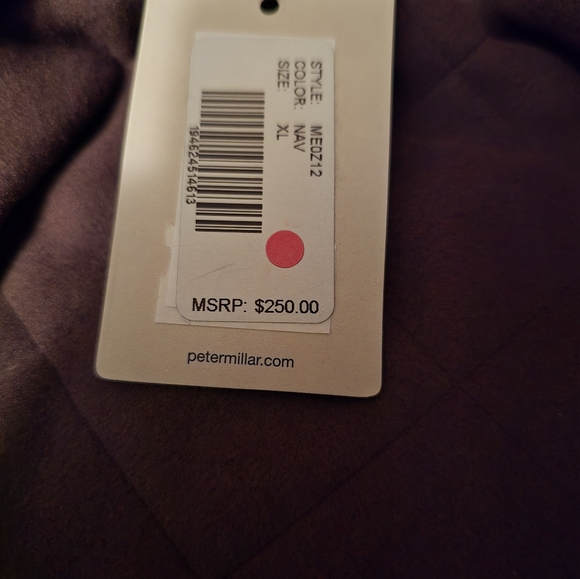 STYLE: ME0Z12
COLOR: NAV
SIZE: XL
194624514613
MSRP: $250.00
petermillar.com